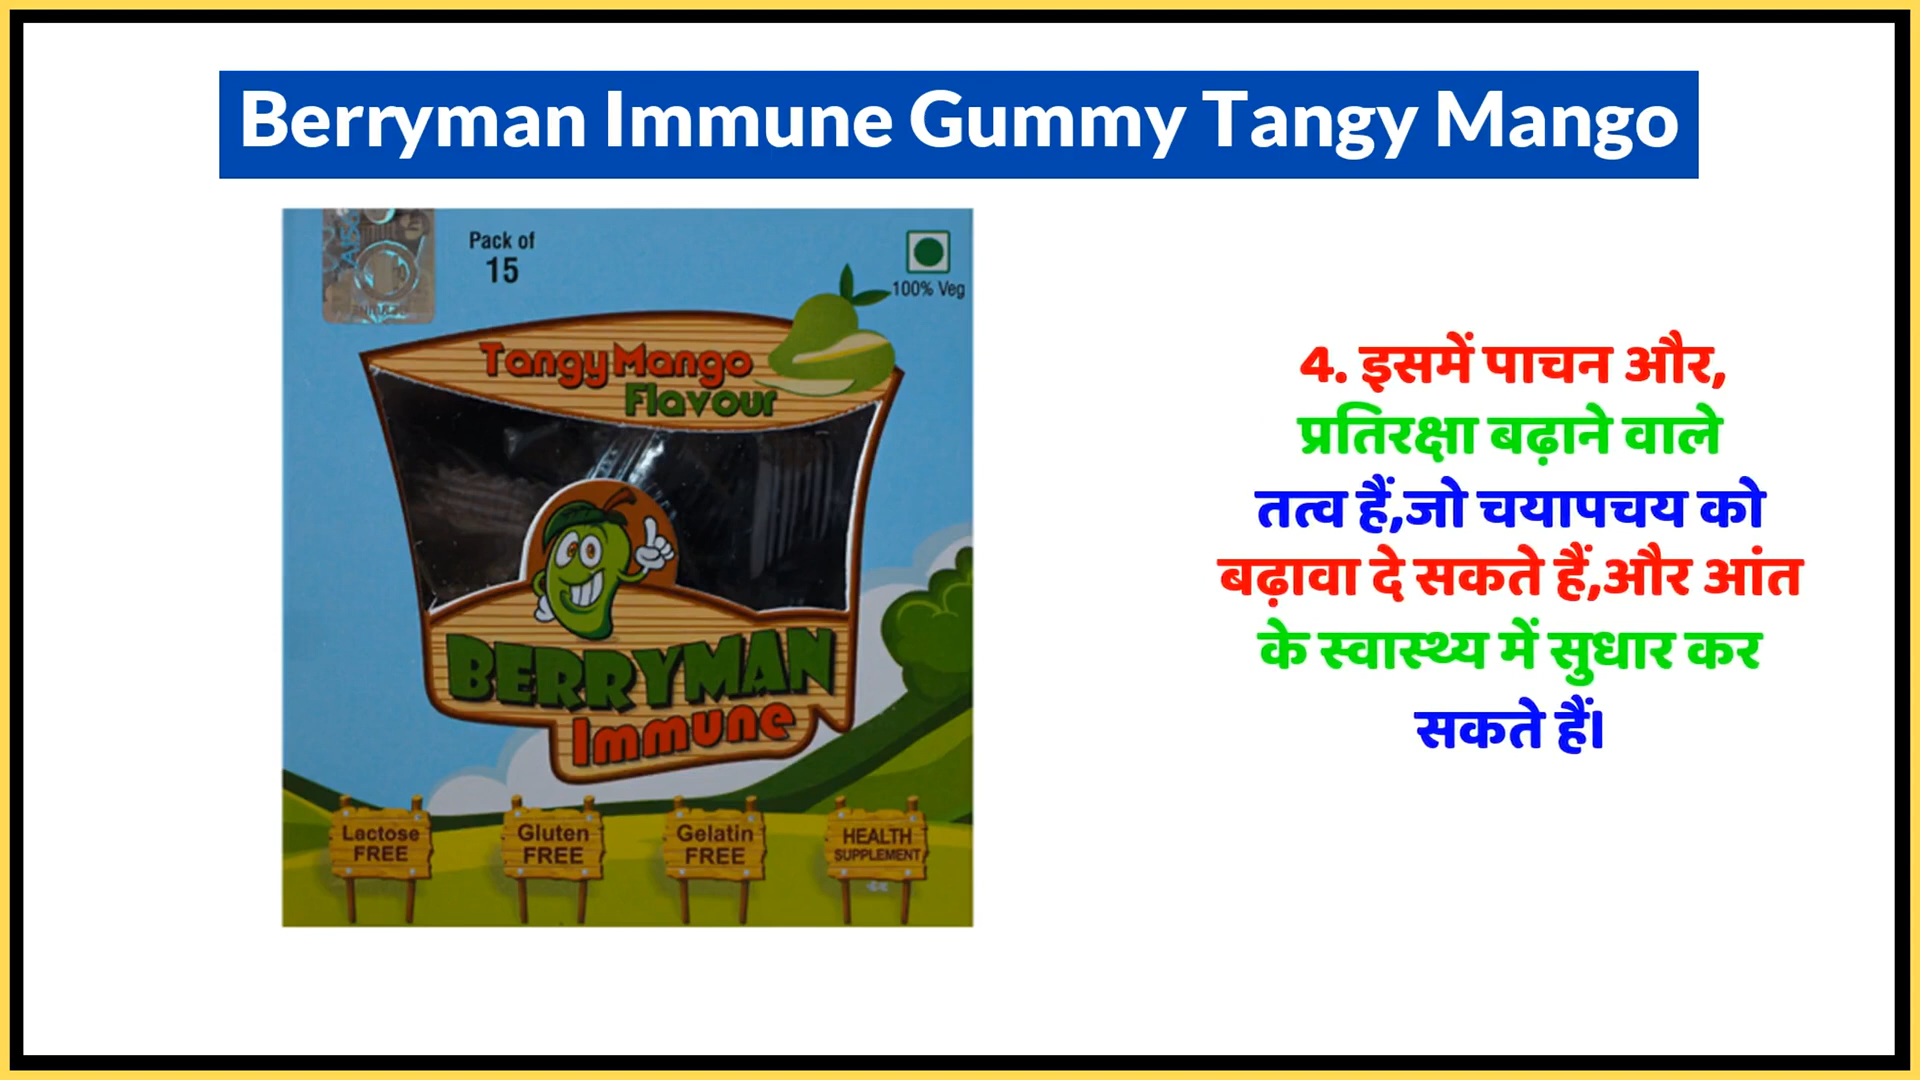 Berryman Immune Gummy Tangy Mango
Pack of
15
100% Veg
Tangy Mango
Flavour
BERRYMAN
Immune
Lactose
FREE
Gluten
FREE
Gelatin
FREE
HEALTH
SUPPLEMENT
4. इसमें पाचन और,
प्रतिरक्षा बढ़ाने वाले
तत्व हैं,जो चयापचय को
बढ़ावा दे सकते हैं,और आंत
के स्वास्थ्य में सुधार कर
सकते हैं।